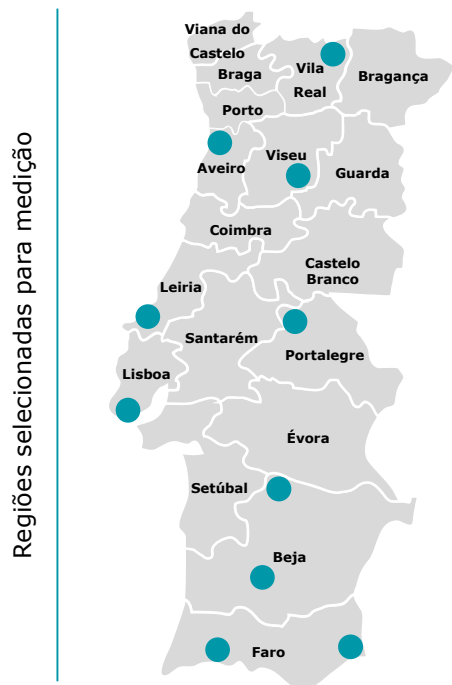 Regiões selecionadas para medição
Viana do
Castelo
Braga
Vila
Real
Bragança
Porto
Aveiro
Viseu
Guarda
Coimbra
Castelo
Branco
Leiria
Santarém
Portalegre
Lisboa
Évora
Setúbal
Beja
Faro